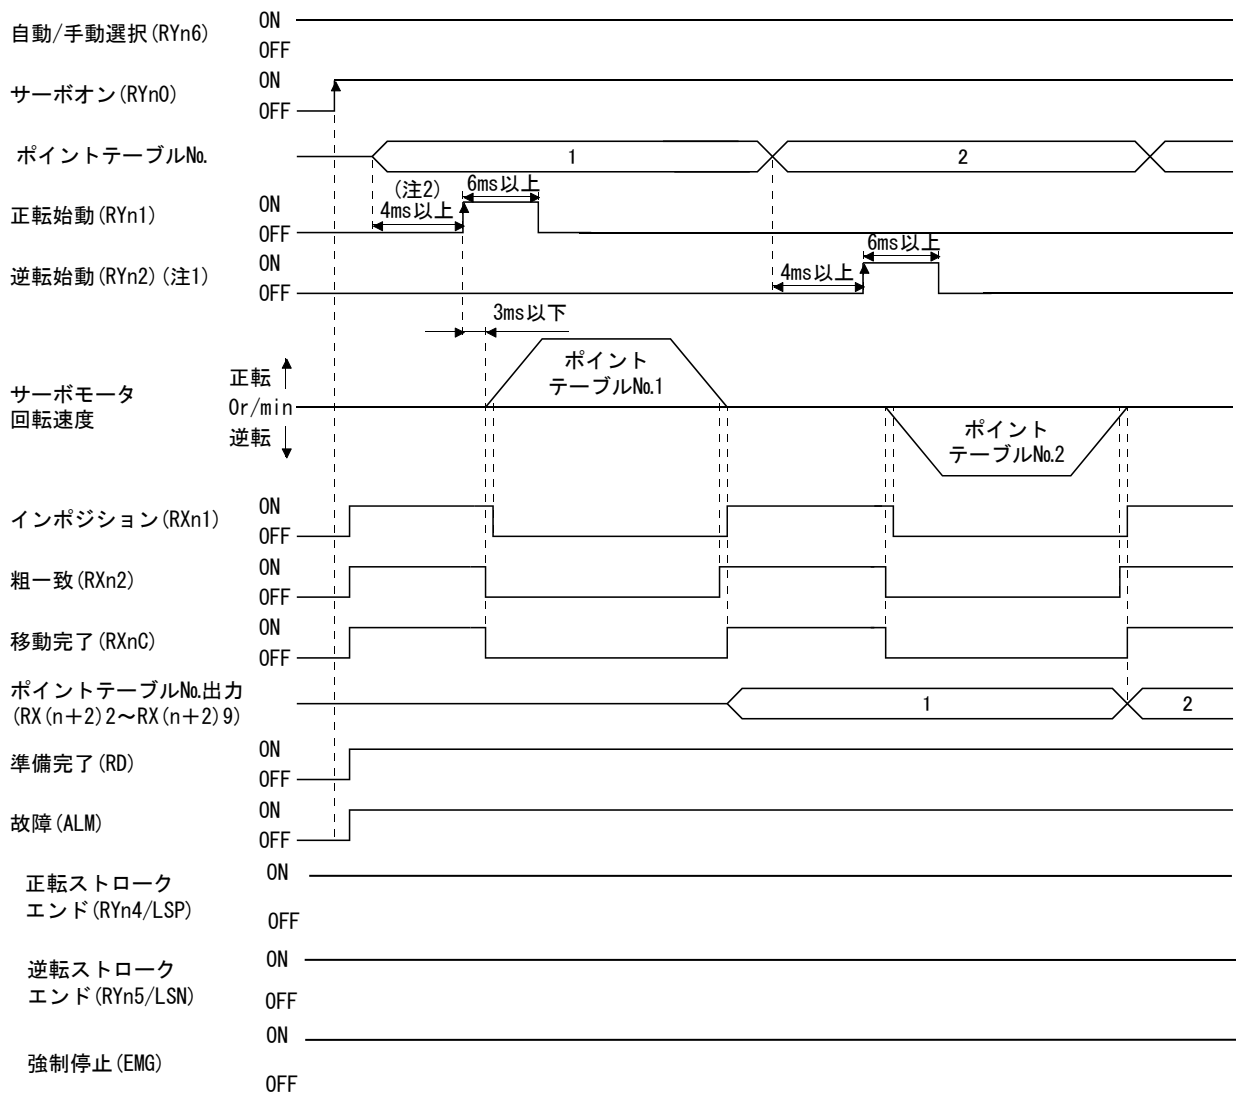 自動/手動選択(RYn6)
ON
OFF
サーボオン(RYn0)
ON
OFF
ポイントテーブル№.
1
2
正転始動(RYn1)
ON
OFF
(注2)
4ms以上
6ms以上
逆転始動(RYn2)(注1)
ON
OFF
4ms以上
6ms以上
3ms以下
サーボモータ
回転速度
正転
0r/min
逆転
ポイント
テーブル№1
ポイント
テーブル№2
インポジション(RXn1)
ON
OFF
粗一致(RXn2)
ON
OFF
移動完了(RXnC)
ON
OFF
ポイントテーブル№出力
(RX(n+2)2～RX(n+2)9)
1
2
準備完了(RD)
ON
OFF
故障(ALM)
ON
OFF
正転ストローク
エンド(RYn4/LSP)
ON
OFF
逆転ストローク
エンド(RYn5/LSN)
ON
OFF
強制停止(EMG)
ON
OFF